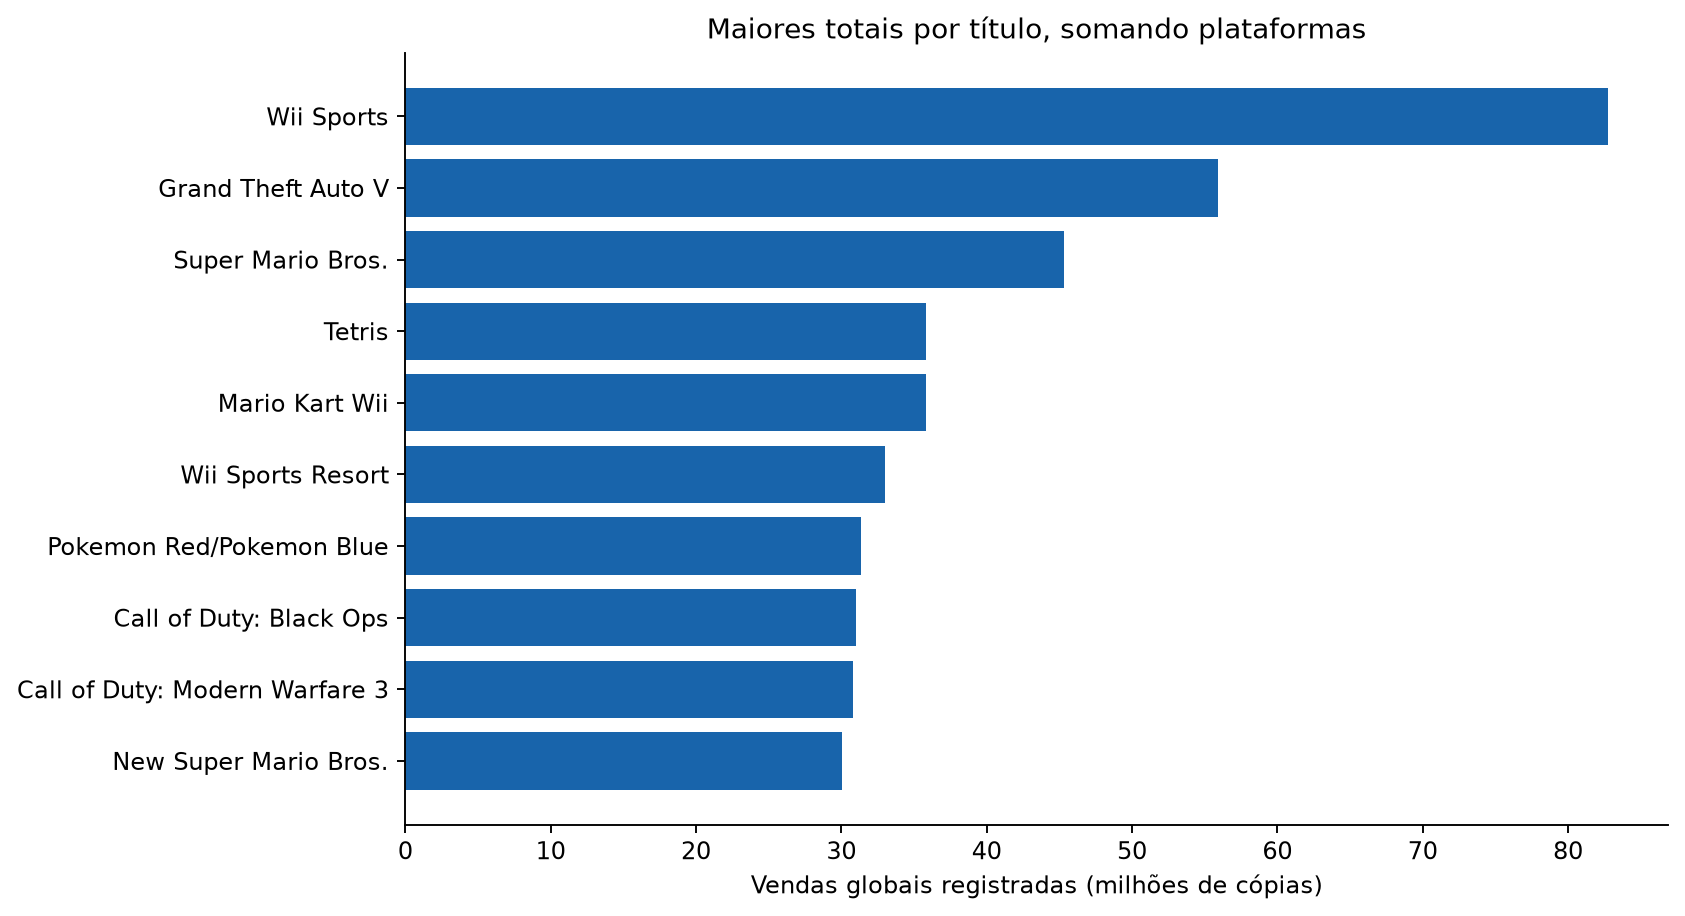 Maiores totais por título, somando plataformas
Wii Sports
Grand Theft Auto V
Super Mario Bros.
Tetris
Mario Kart Wii
Wii Sports Resort
Pokemon Red/Pokemon Blue
Call of Duty: Black Ops
Call of Duty: Modern Warfare 3
New Super Mario Bros.
0 10 20 30 40 50 60 70 80
Vendas globais registradas (milhões de cópias)